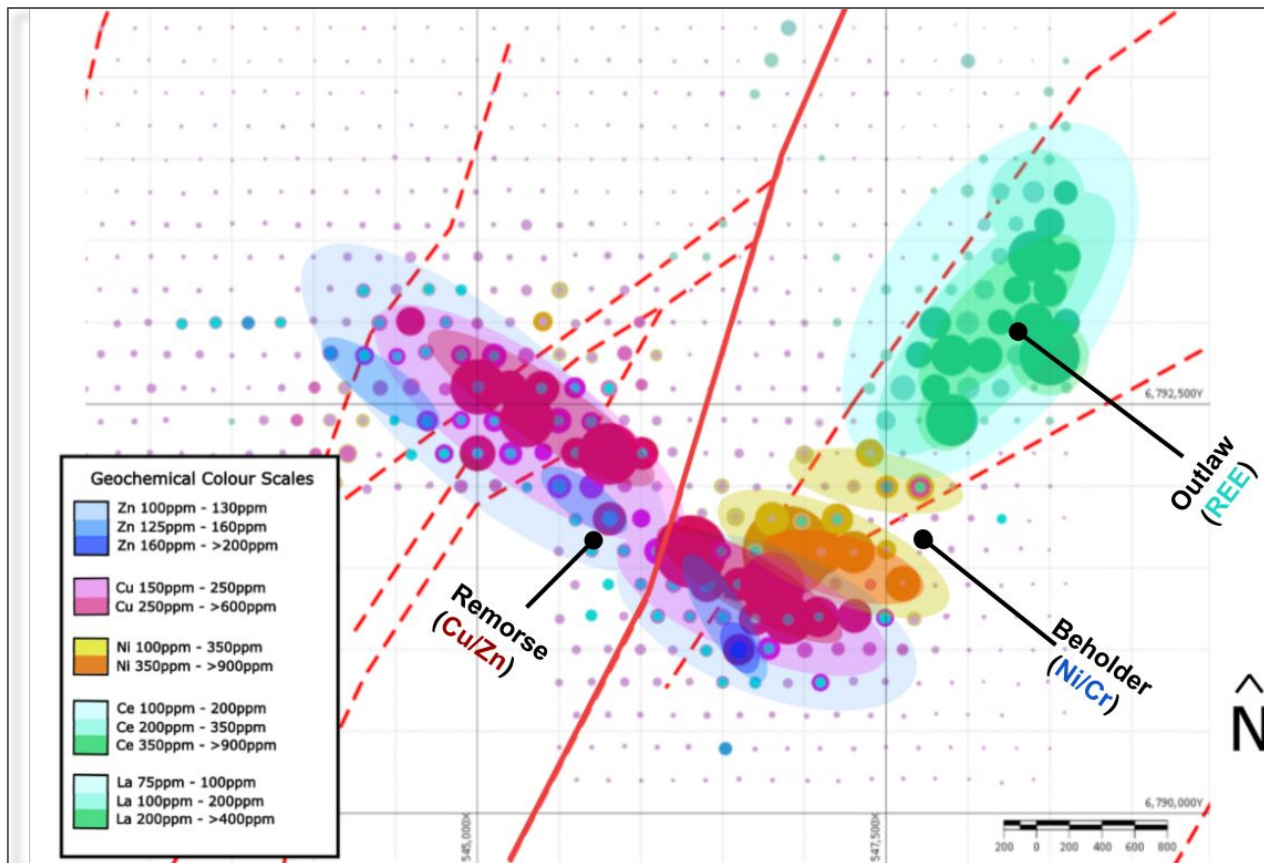 6,792,500Y
Outlaw
(REE)
Remorse
(Cu/Zn)
Beholder
(Ni/Cr)
Geochemical Colour Scales
Zn 100ppm - 130ppm
Zn 125ppm - 160ppm
Zn 160ppm - >200ppm
Cu 150ppm - 250ppm
Cu 250ppm - >600ppm
Ni 100ppm - 350ppm
Ni 350ppm - >900ppm
Ce 100ppm - 200ppm
Ce 200ppm - 350ppm
Ce 350ppm - >900ppm
La 75ppm - 100ppm
La 100ppm - 200ppm
La 200ppm - >400ppm
N
6,790,000Y
545,000X
547,500X
200 0 200 400 600 800